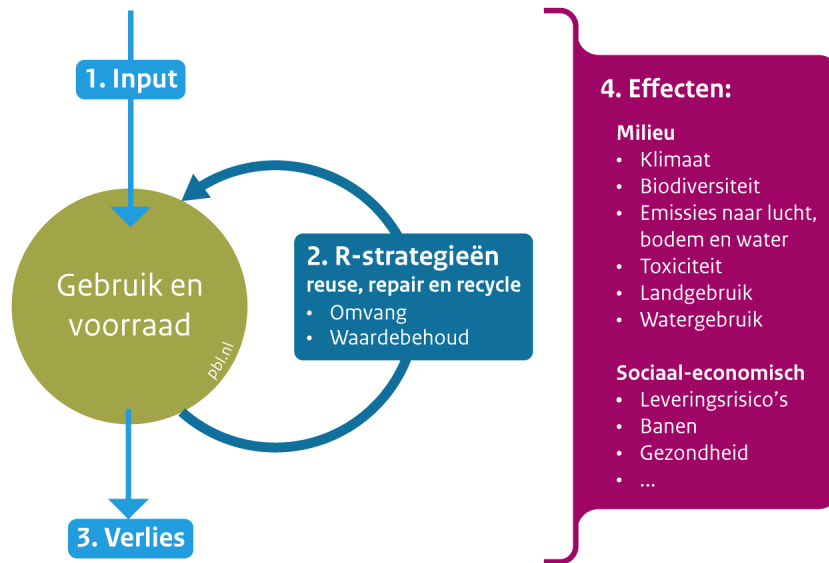 1. Input
Gebruik en
voorraad
pbl.nl
2. R-strategieën
reuse, repair en recycle
• Omvang
• Waardebehoud
3. Verlies
4. Effecten:
Milieu
• Klimaat
• Biodiversiteit
• Emissies naar lucht,
bodem en water
• Toxiciteit
• Landgebruik
• Watergebruik
Sociaal-economisch
• Leveringsrisico’s
• Banen
• Gezondheid
• ...